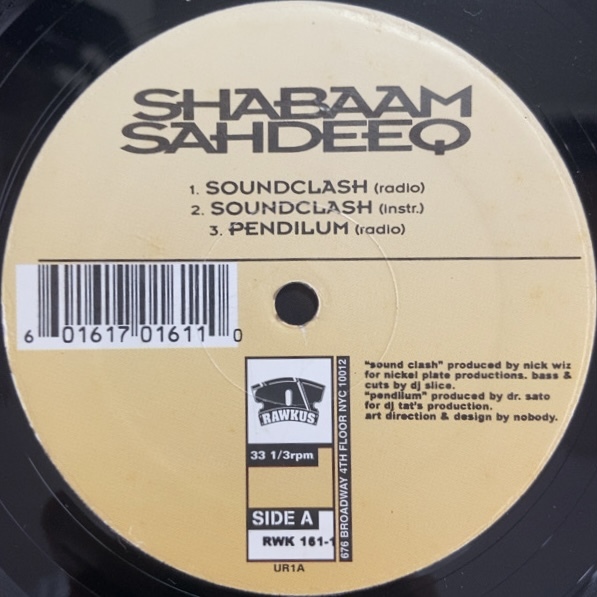 SHABAAM
SAHDEEQ
1. SOUNDCLASH (radio)
2. SOUNDCLASH (instr.)
3. PENDILUM (radio)
6 01617 01611 0
"sound clash" produced by nick wiz
for nickel plate productions. bass &
cuts by dj slice.
"pendilum" produced by dr. sato
for dj tat's production.
art direction & design by nobody.
RAWKUS
33 1/3rpm
SIDE A
RWK 161-1
676 BROADWAY 4TH FLOOR NYC 10012
UR1A